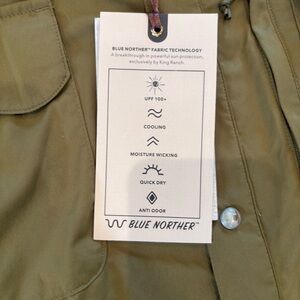 BLUE NORTHER™ FABRIC TECHNOLOGY
A breakthrough in powerful sun protection,
exclusively by King Ranch.
UPF 100+
COOLING
MOISTURE WICKING
QUICK DRY
ANTI ODOR
BLUE NORTHER™